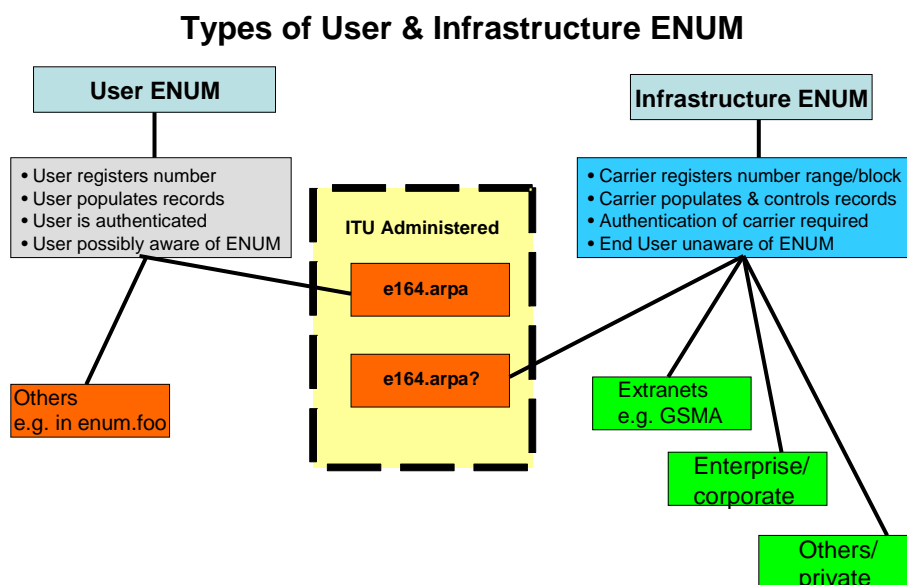 Types of User & Infrastructure ENUM
User ENUM
• User registers number
• User populates records
• User is authenticated
• User possibly aware of ENUM
Others
e.g. in enum.foo
ITU Administered
e164.arpa
e164.arpa?
Infrastructure ENUM
• Carrier registers number range/block
• Carrier populates & controls records
• Authentication of carrier required
• End User unaware of ENUM
Extranets
e.g. GSMA
Enterprise/
corporate
Others/
private